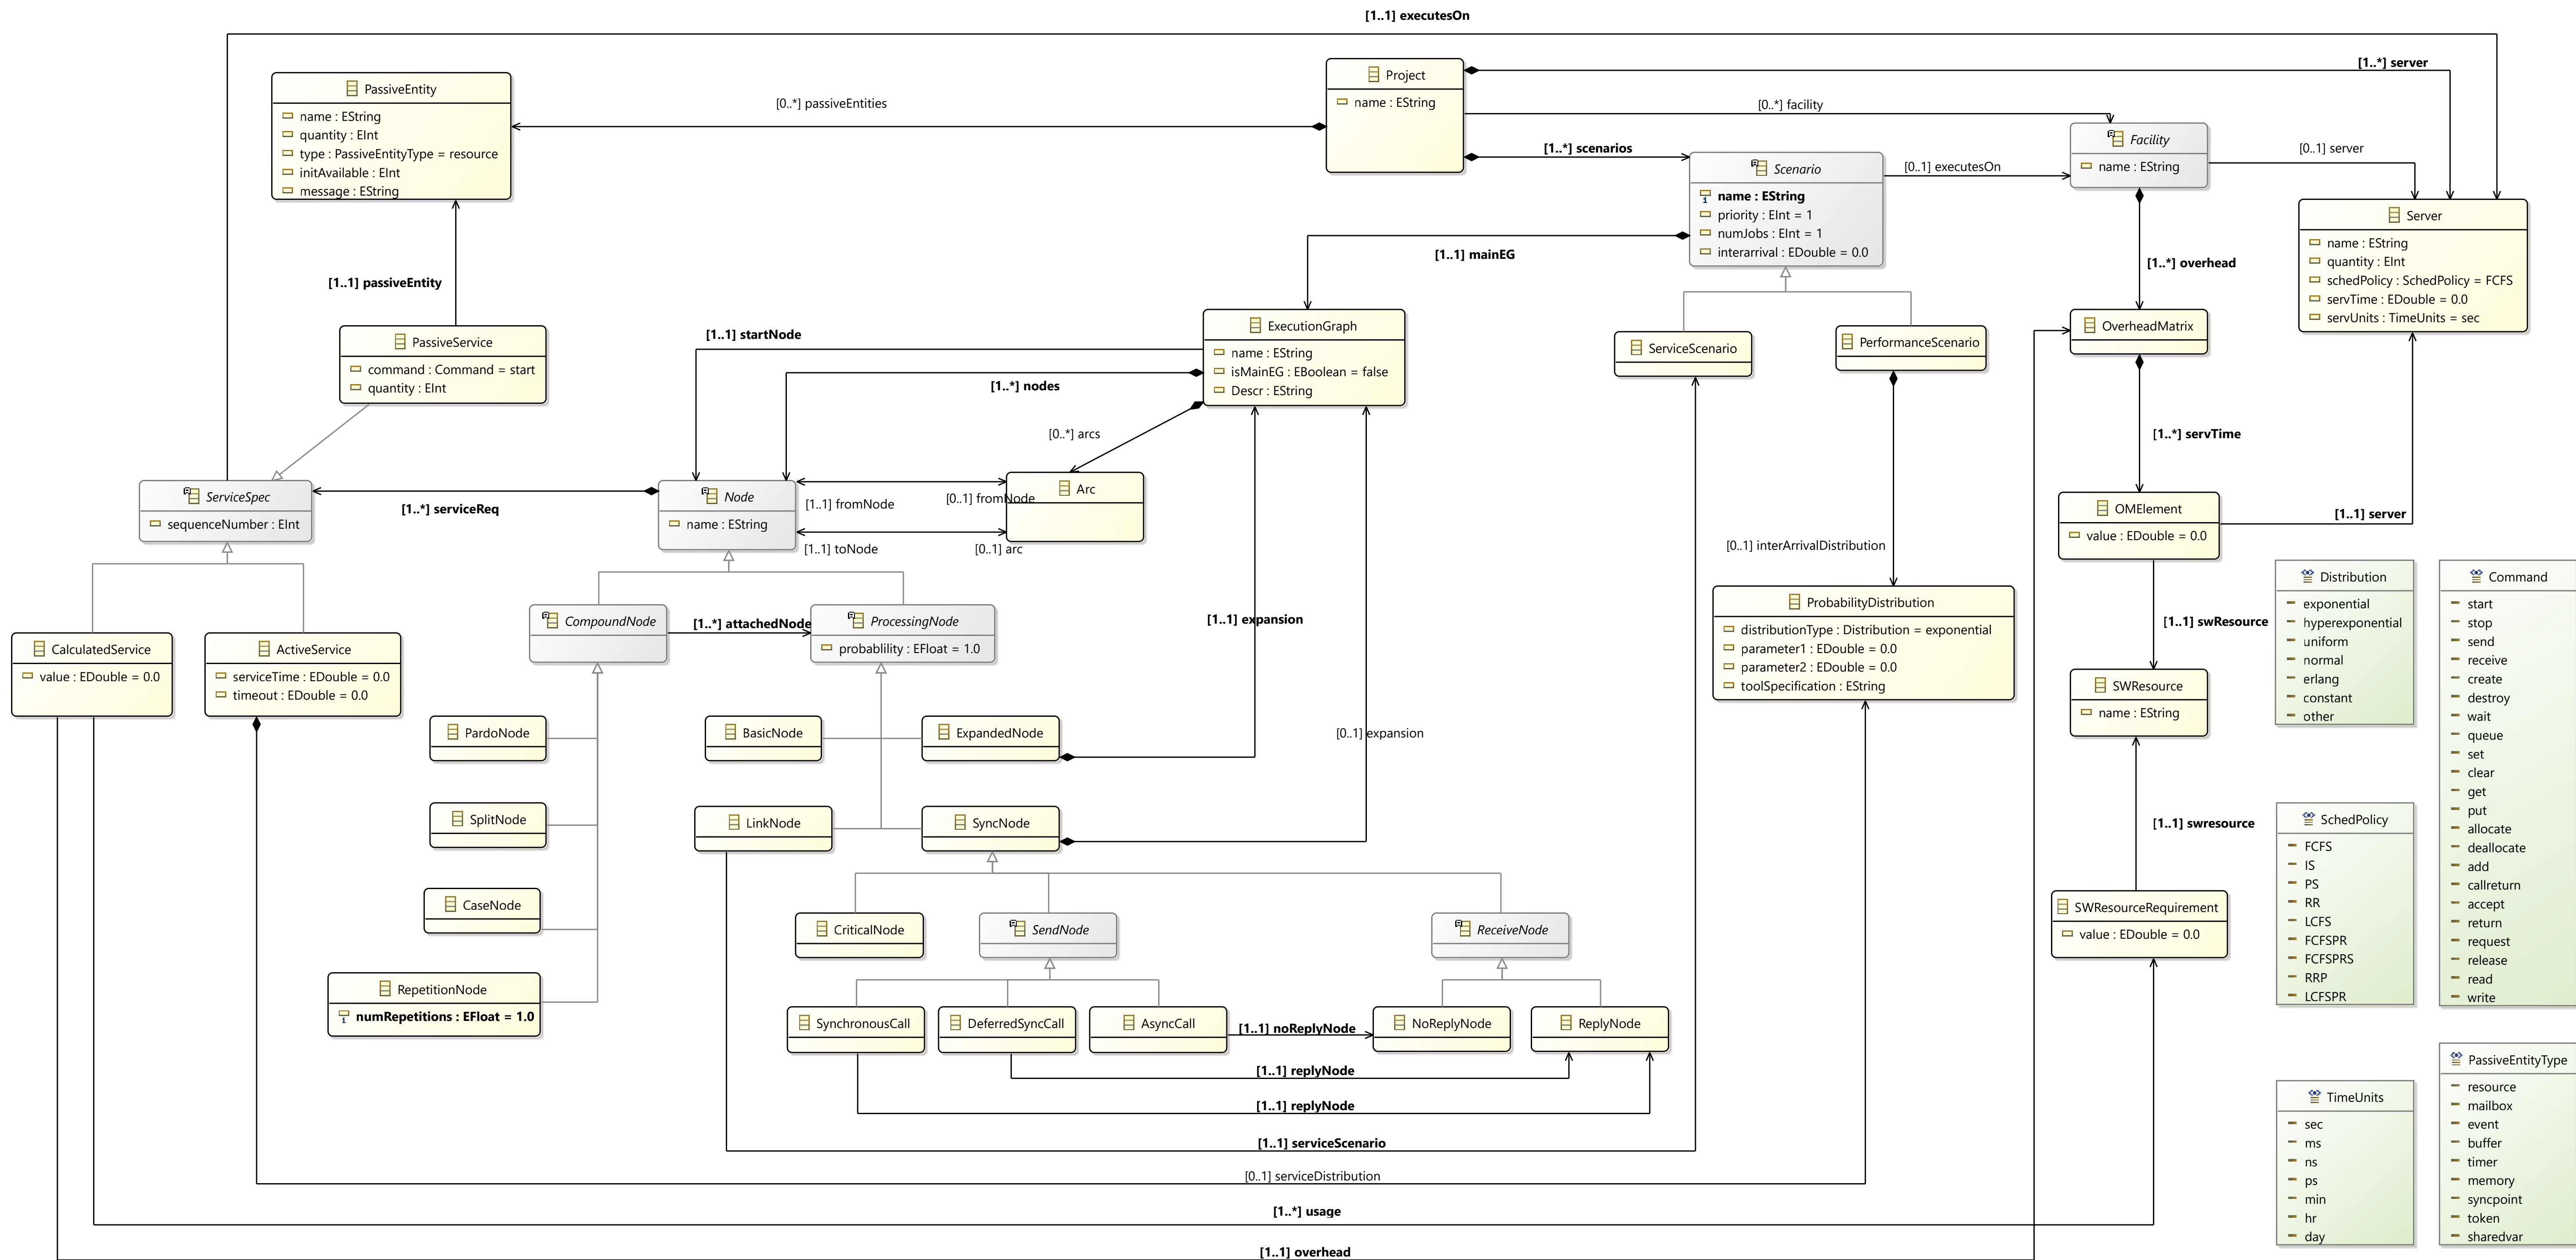 [1..1] executesOn
Project
name : EString
[1..*] server
[0..*] passiveEntities
[0..*] facility
[1..*] scenarios
PassiveEntity
name : EString
quantity : EInt
type : PassiveEntityType = resource
initAvailable : EInt
message : EString
Scenario
name : EString
priority : EInt = 1
numJobs : EInt = 1
interarrival : EDouble = 0.0
[0..1] executesOn
Facility
name : EString
[0..1] server
Server
name : EString
quantity : EInt
schedPolicy : SchedPolicy = FCFS
servTime : EDouble = 0.0
servUnits : TimeUnits = sec
[1..1] mainEG
[1..*] overhead
[1..1] passiveEntity
PassiveService
command : Command = start
quantity : EInt
[1..1] startNode
[1..*] nodes
[0..*] arcs
ExecutionGraph
name : EString
isMainEG : EBoolean = false
Descr : EString
ServiceScenario
PerformanceScenario
OverheadMatrix
[1..*] servTime
ServiceSpec
sequenceNumber : EInt
[1..*] serviceReq
Node
name : EString
[1..1] fromNode
[0..1] fromNode
[1..1] toNode
[0..1] arc
Arc
OMElement
value : EDouble = 0.0
[1..1] server
[0..1] interArrivalDistribution
CompoundNode
[1..*] attachedNode
ProcessingNode
probablility : EFloat = 1.0
[1..1] expansion
ProbabilityDistribution
distributionType : Distribution = exponential
parameter1 : EDouble = 0.0
parameter2 : EDouble = 0.0
toolSpecification : EString
[1..1] swResource
CalculatedService
value : EDouble = 0.0
ActiveService
serviceTime : EDouble = 0.0
timeout : EDouble = 0.0
SWResource
name : EString
PardoNode
BasicNode
ExpandedNode
[0..1] expansion
SplitNode
LinkNode
SyncNode
[1..1] swresource
CaseNode
CriticalNode
SendNode
ReceiveNode
SWResourceRequirement
value : EDouble = 0.0
RepetitionNode
numRepetitions : EFloat = 1.0
SynchronousCall
DeferredSyncCall
AsyncCall
[1..1] noReplyNode
NoReplyNode
ReplyNode
[1..1] replyNode
[1..1] replyNode
[1..1] serviceScenario
[0..1] serviceDistribution
[1..*] usage
[1..1] overhead
Distribution
exponential
hyperexponential
uniform
normal
erlang
constant
other
Command
start
stop
send
receive
create
destroy
wait
queue
set
clear
get
put
allocate
deallocate
add
callreturn
accept
return
request
release
read
write
SchedPolicy
FCFS
IS
PS
RR
LCFS
FCFSPR
FCFSPRS
RRP
LCFSPR
TimeUnits
sec
ms
ns
ps
min
hr
day
PassiveEntityType
resource
mailbox
event
buffer
timer
memory
syncpoint
token
sharedvar